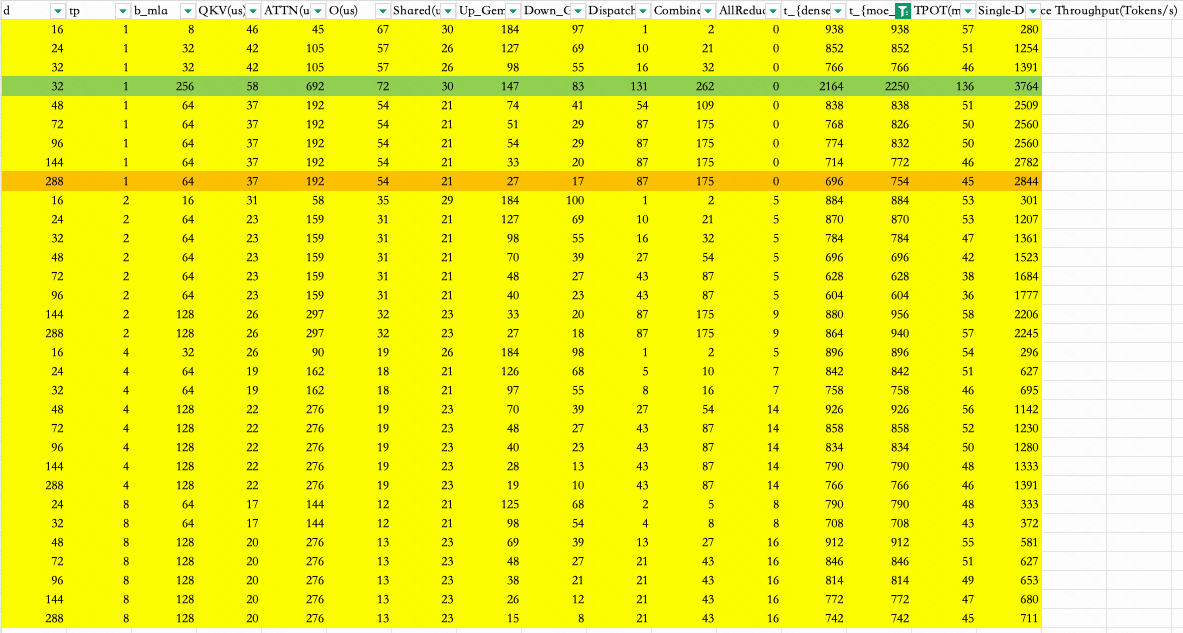 d tp b_mla QKV(us) ATTN(u O(us) Shared(u Up_Gem Down_G Dispatch Combine AllReduc t_{dense t_{moe_ TPOT(m Single-D ce Throughput(Tokens/s)
16 1 8 46 45 67 30 184 97 1 2 0 938 938 57 280
24 1 32 42 105 57 26 127 69 10 21 0 852 852 51 1254
32 1 32 42 105 57 26 98 55 16 32 0 766 766 46 1391
32 1 256 58 692 72 30 147 83 131 262 0 2164 2250 136 3764
48 1 64 37 192 54 21 74 41 54 109 0 838 838 51 2509
72 1 64 37 192 54 21 51 29 87 175 0 768 826 50 2560
96 1 64 37 192 54 21 54 29 87 175 0 774 832 50 2560
144 1 64 37 192 54 21 33 20 87 175 0 714 772 46 2782
288 1 64 37 192 54 21 27 17 87 175 0 696 754 45 2844
16 2 16 31 58 35 29 184 100 1 2 5 884 884 53 301
24 2 64 23 159 31 21 127 69 10 21 5 870 870 53 1207
32 2 64 23 159 31 21 98 55 16 32 5 784 784 47 1361
48 2 64 23 159 31 21 70 39 27 54 5 696 696 42 1523
72 2 64 23 159 31 21 48 27 43 87 5 628 628 38 1684
96 2 64 23 159 31 21 40 23 43 87 5 604 604 36 1777
144 2 128 26 297 32 23 33 20 87 175 9 880 956 58 2206
288 2 128 26 297 32 23 27 18 87 175 9 864 940 57 2245
16 4 32 26 90 19 26 184 98 1 2 5 896 896 54 296
24 4 64 19 162 18 21 126 68 5 10 7 842 842 51 627
32 4 64 19 162 18 21 97 55 8 16 7 758 758 46 695
48 4 128 22 276 19 23 70 39 27 54 14 926 926 56 1142
72 4 128 22 276 19 23 48 27 43 87 14 858 858 52 1230
96 4 128 22 276 19 23 40 23 43 87 14 834 834 50 1280
144 4 128 22 276 19 23 28 13 43 87 14 790 790 48 1333
288 4 128 22 276 19 23 19 10 43 87 14 766 766 46 1391
24 8 64 17 144 12 21 125 68 2 5 8 790 790 48 333
32 8 64 17 144 12 21 98 54 4 8 8 708 708 43 372
48 8 128 20 276 13 23 69 39 13 27 16 912 912 55 581
72 8 128 20 276 13 23 48 27 21 43 16 846 846 51 627
96 8 128 20 276 13 23 38 21 21 43 16 814 814 49 653
144 8 128 20 276 13 23 26 12 21 43 16 772 772 47 680
288 8 128 20 276 13 23 15 8 21 43 16 742 742 45 711